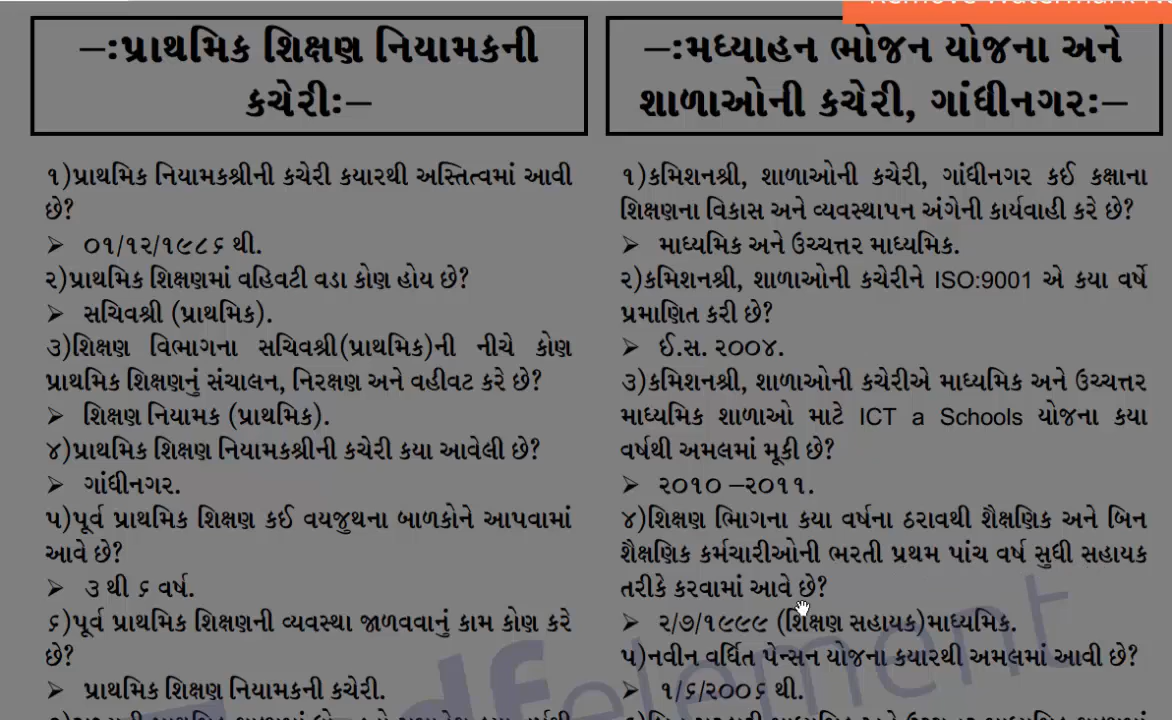 –:પ્રાથમિક શિક્ષણ નિયામકની
કચેરી:–
૧)પ્રાથમિક નિયામકશ્રીની કચેરી કયારથી અસ્તિત્વમાં આવી
છે?
➢ ૦૧/૧૨/૧૯૮૬ થી.
૨)પ્રાથમિક શિક્ષણમાં વહિવટી વડા કોણ હોય છે?
➢ સચિવશ્રી (પ્રાથમિક).
૩)શિક્ષણ વિભાગના સચિવશ્રી(પ્રાથમિક)ની નીચે કોણ
પ્રાથમિક શિક્ષણનું સંચાલન, નિરક્ષણ અને વહીવટ કરે છે?
➢ શિક્ષણ નિયામક (પ્રાથમિક).
૪)પ્રાથમિક શિક્ષણ નિયામકશ્રીની કચેરી કયા આવેલી છે?
➢ ગાંધીનગર.
૫)પૂર્વ પ્રાથમિક શિક્ષણ કઈ વયજુથના બાળકોને આપવામાં
આવે છે?
➢ ૩ થી ૬ વર્ષ.
૬)પૂર્વ પ્રાથમિક શિક્ષણની વ્યવસ્થા જાળવવાનું કામ કોણ કરે
છે?
➢ પ્રાથમિક શિક્ષણ નિયામકની કચેરી.
–:મધ્યાહન ભોજન યોજના અને
શાળાઓની કચેરી, ગાંધીનગર:–
૧)કમિશનશ્રી, શાળાઓની કચેરી, ગાંધીનગર કઈ કક્ષાના
શિક્ષણના વિકાસ અને વ્યવસ્થાપન અંગેની કાર્યવાહી કરે છે?
➢ માધ્યમિક અને ઉચ્ચત્તર માધ્યમિક.
૨)કમિશનશ્રી, શાળાઓની કચેરીને ISO:9001 એ કયા વર્ષે
પ્રમાણિત કરી છે?
➢ ઈ.સ. ૨૦૦૪.
૩)કમિશનશ્રી, શાળાઓની કચેરીએ માધ્યમિક અને ઉચ્ચત્તર
માધ્યમિક શાળાઓ માટે ICT a Schools યોજના કયા
વર્ષથી અમલમાં મૂકી છે?
➢ ૨૦૧૦ –૨૦૧૧.
૪)શિક્ષણ ભિાગના કયા વર્ષના ઠરાવથી શૈક્ષણિક અને બિન
શૈક્ષણિક કર્મચારીઓની ભરતી પ્રથમ પાંચ વર્ષ સુધી સહાયક
તરીકે કરવામાં આવે છે?
➢ ૨/૭/૧૯૯૯ (શિક્ષણ સહાયક)માધ્યમિક.
૫)નવીન વર્ધિત પેન્સન યોજના કયારથી અમલમાં આવી છે?
➢ ૧/૬/૨૦૦૬ થી.